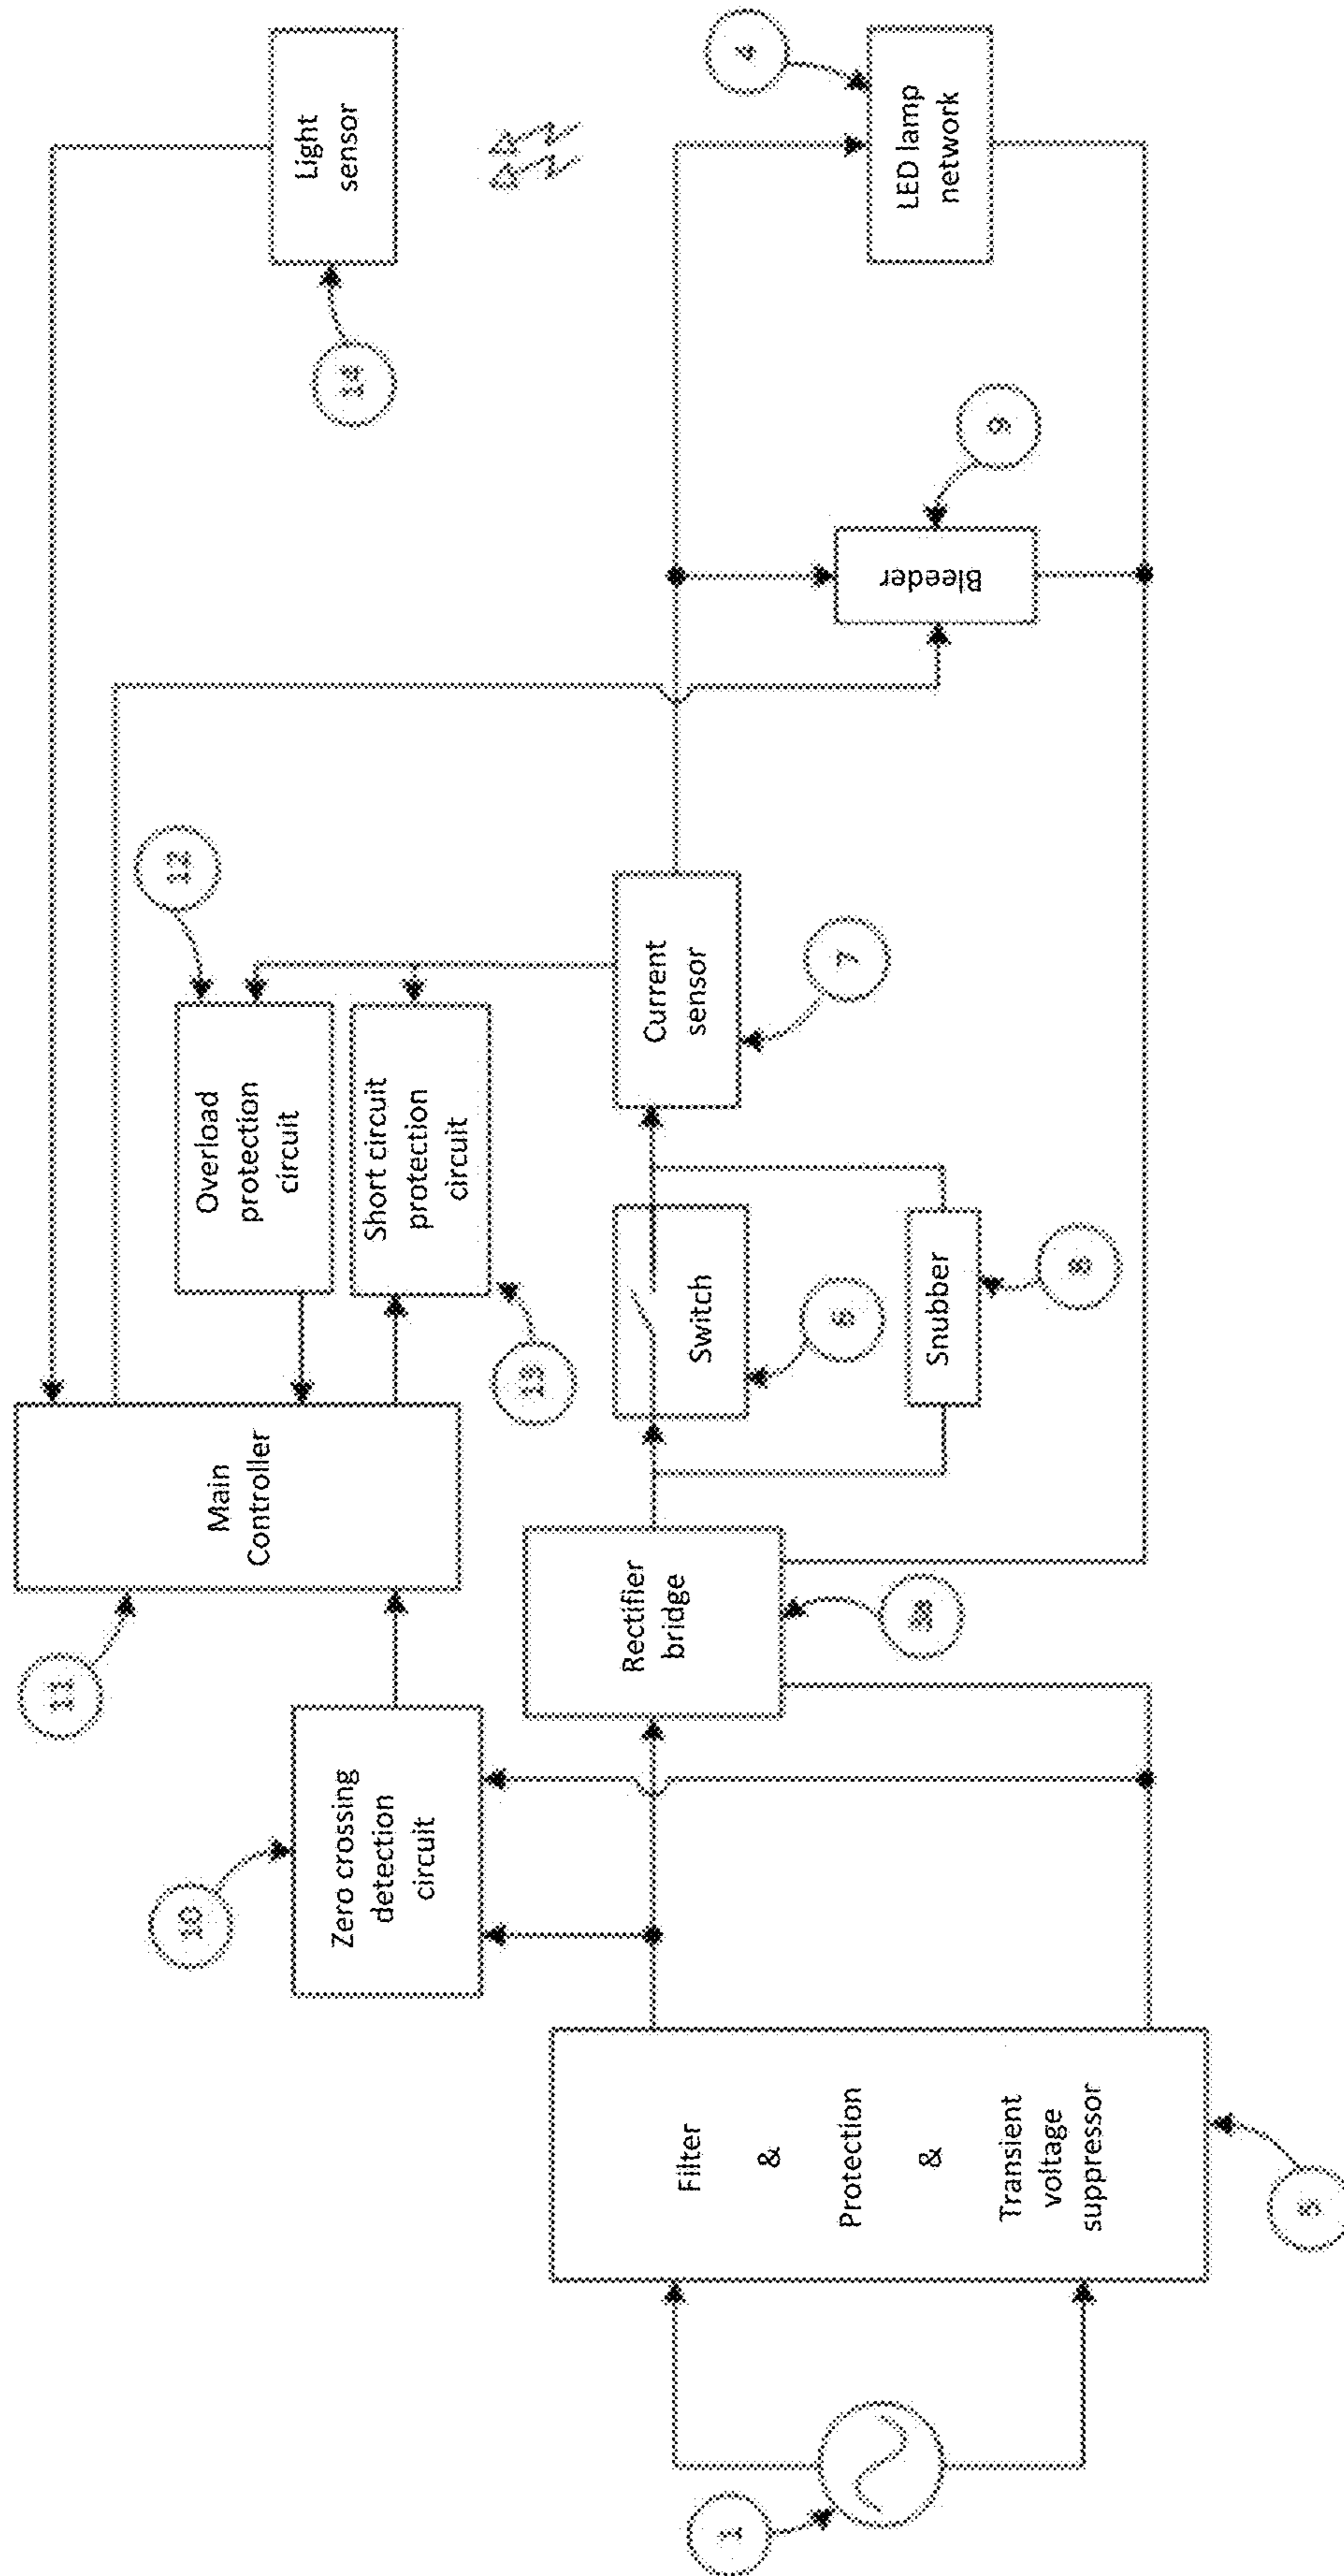 11
Main
Controller
12
Overload
protection
circuit
Short circuit
protection
circuit
13
Light
sensor
14
10
Zero crossing
detection
circuit
Rectifier
bridge
Switch
6
Snubber
8
Current
sensor
7
Bleeder
9
4
LED lamp
network
1
Filter
&
Protection
&
Transient
voltage
suppressor
5